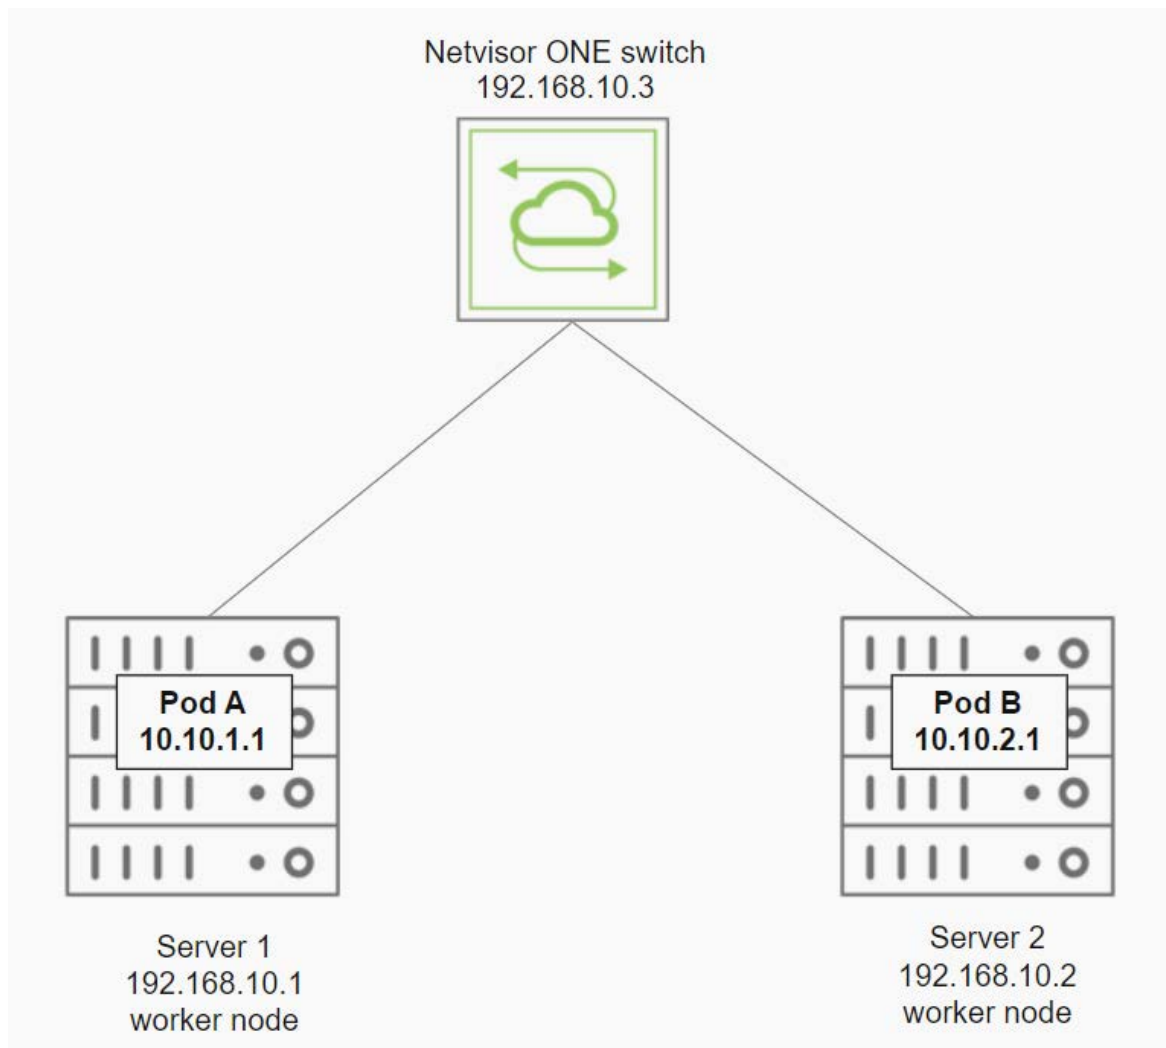 Netvisor ONE switch
192.168.10.3
Pod A
10.10.1.1
Pod B
10.10.2.1
Server 1
192.168.10.1
worker node
Server 2
192.168.10.2
worker node